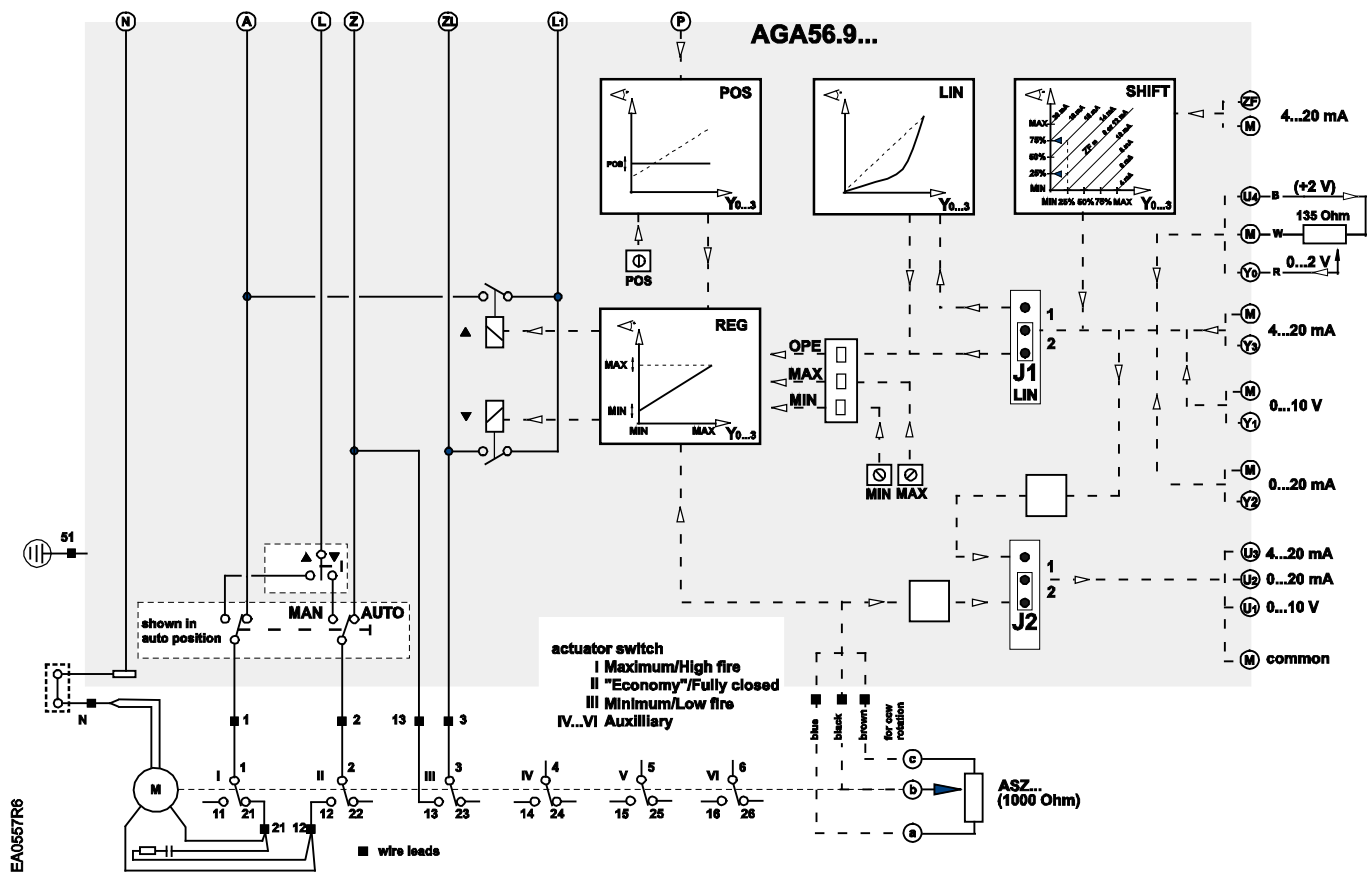 N A L Z ZL L1 P
AGA56.9...
POS
POS
Y0...3
POS
LIN
Y0...3
SHIFT
MAX
75%
50%
25%
MIN
ZF =
MIN 25% 50% 75% MAX Y0...3
ZF
M
4...20 mA
U4 B (+2 V)
135 Ohm
M W
Y0 R 0...2 V
M
4...20 mA
Y3
M
0...10 V
Y1
M
0...20 mA
Y2
U3 4...20 mA
U2 0...20 mA
U1 0...10 V
M common
REG
MAX
MIN
MIN MAX Y0...3
OPE
MAX
MIN
MIN MAX
1
2
J1
LIN
1
2
J2
51
MAN AUTO
shown in
auto position
actuator switch
I Maximum/High fire
II "Economy"/Fully closed
III Minimum/Low fire
IV...VI Auxilliary
N
1 2 13 3
blue
black
brown
for ccw
rotation
M
I 1 11 21
II 2 12 22
III 3 13 23
IV 4 14 24
V 5 15 25
VI 6 16 26
21 12
c
b
a
ASZ...
(1000 Ohm)
wire leads
EA0557R6